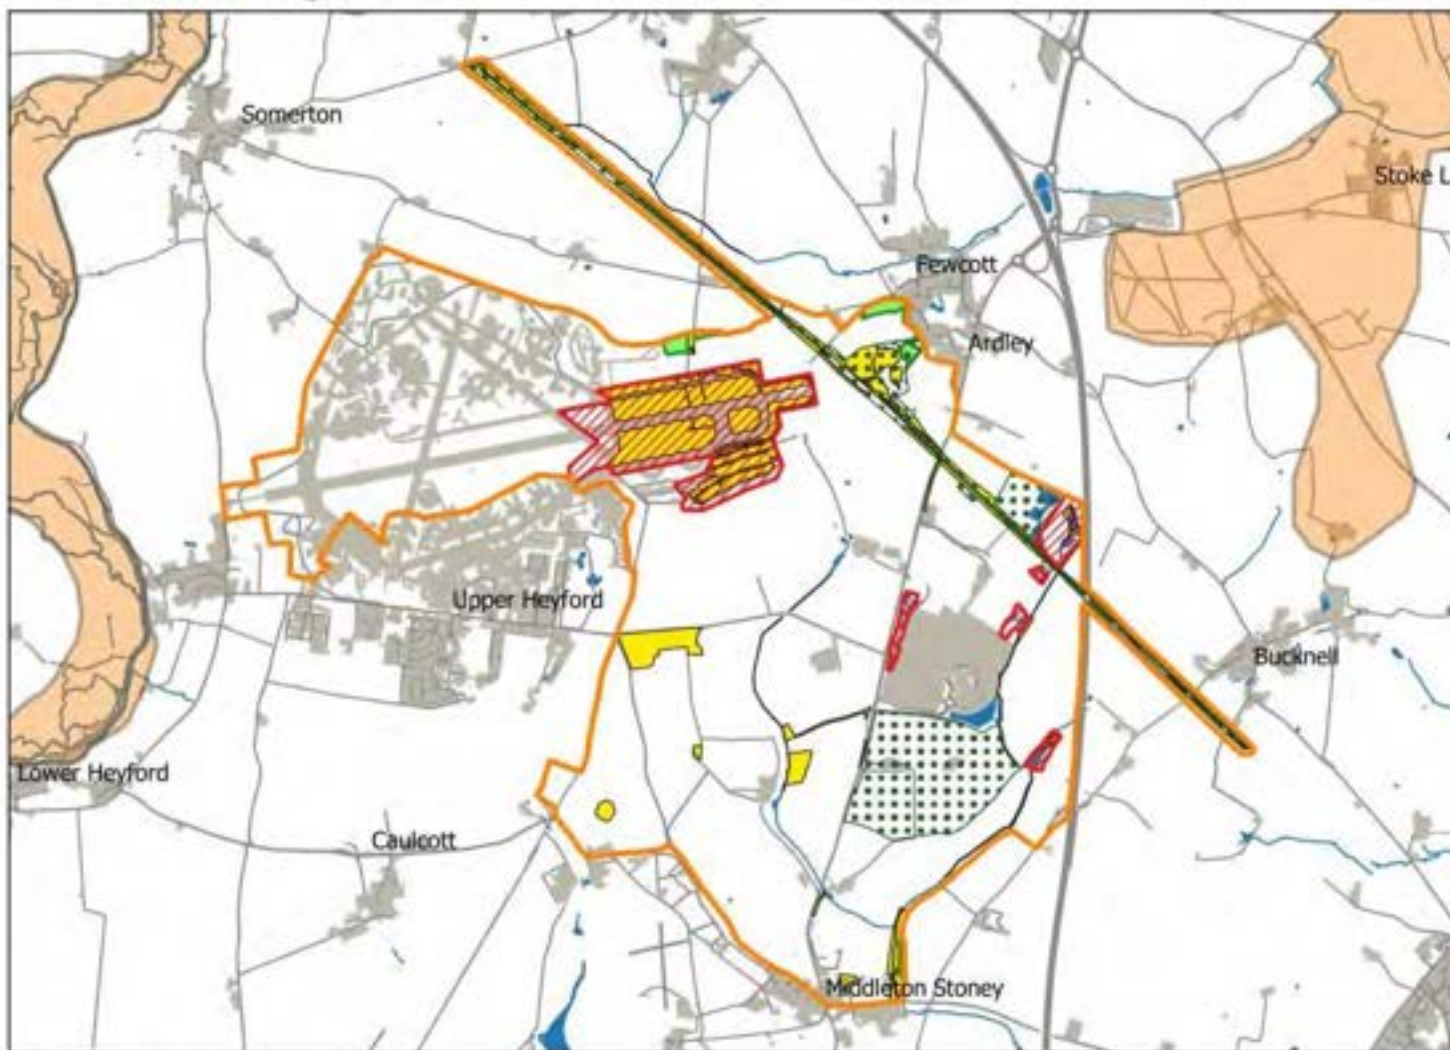 Somerton
Stoke L
Fewcott
Ardley
Upper Heyford
Bucknell
Lower Heyford
Caulcott
Middleton Stoney